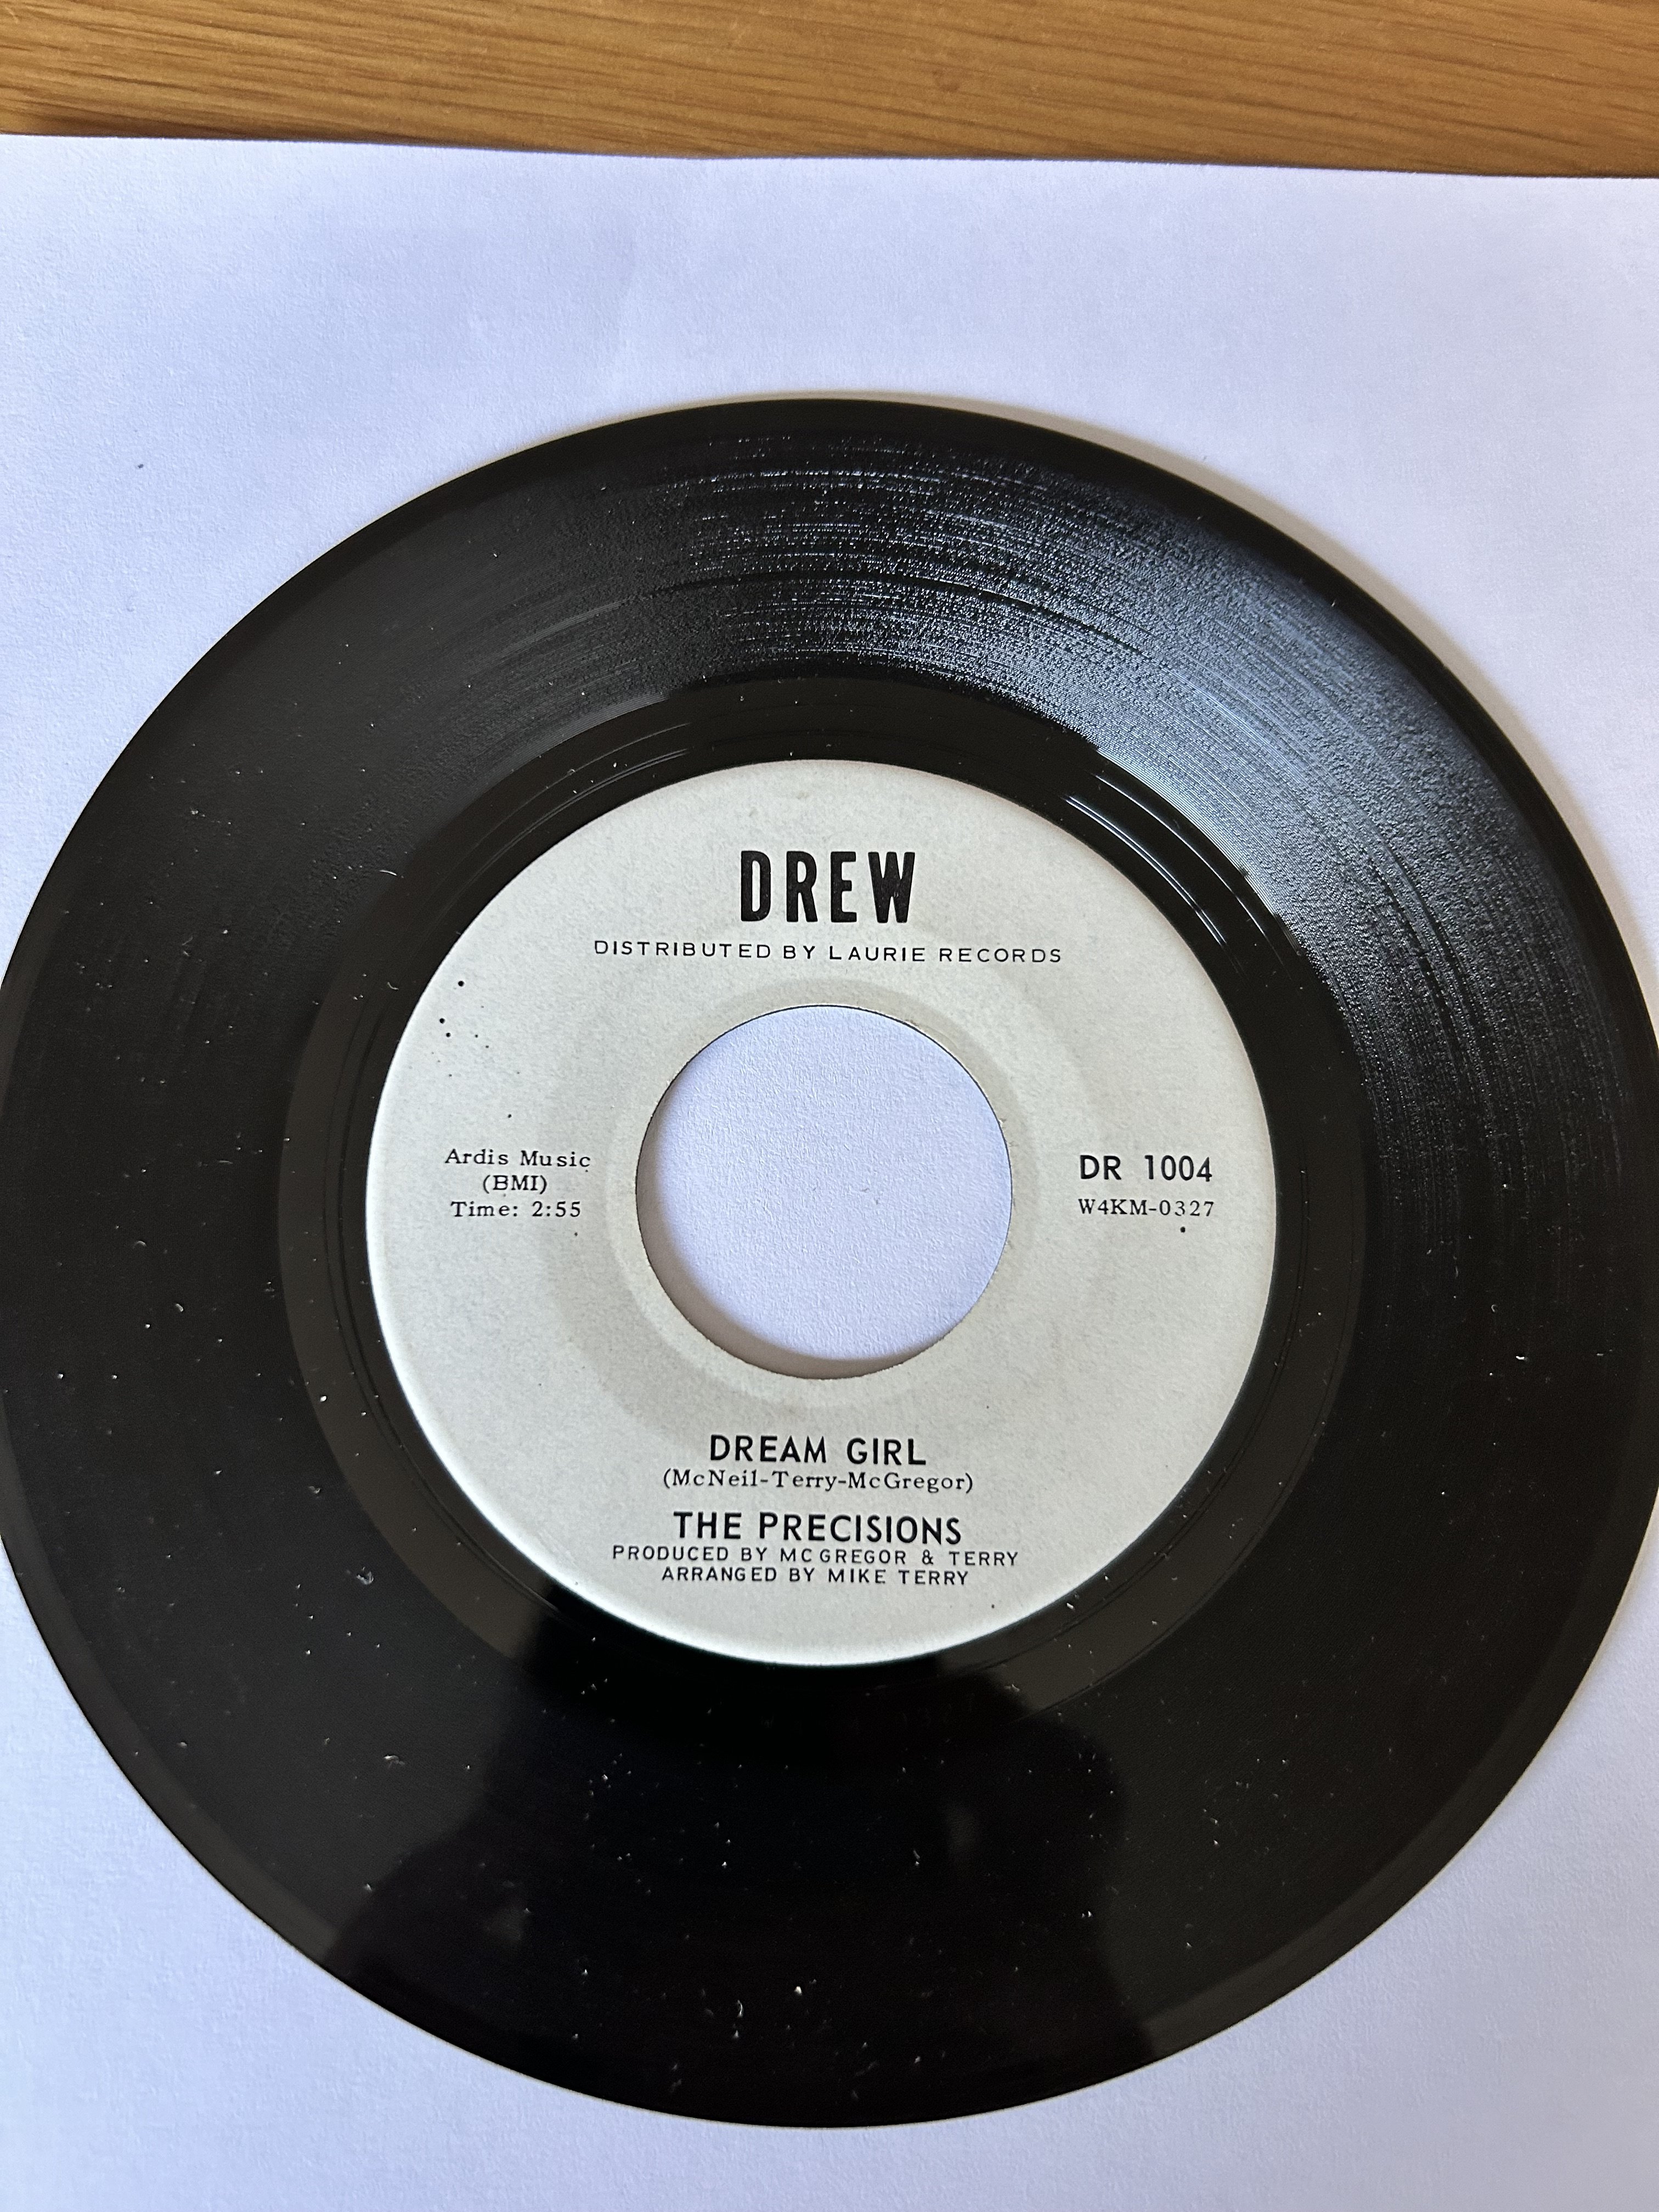 DREW
DISTRIBUTED BY LAURIE RECORDS
Ardis Music
(BMI)
Time: 2:55
DR 1004
W4KM-0327
DREAM GIRL
(McNeil-Terry-McGregor)
THE PRECISIONS
PRODUCED BY MC GREGOR & TERRY
ARRANGED BY MIKE TERRY